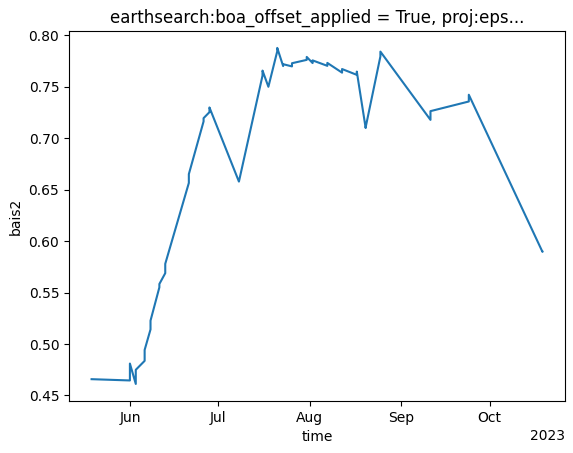 earthsearch:boa_offset_applied = True, proj:eps...
0.80
0.75
0.70
0.65
0.60
0.55
0.50
0.45
bais2
Jun Jul Aug Sep Oct
time
2023